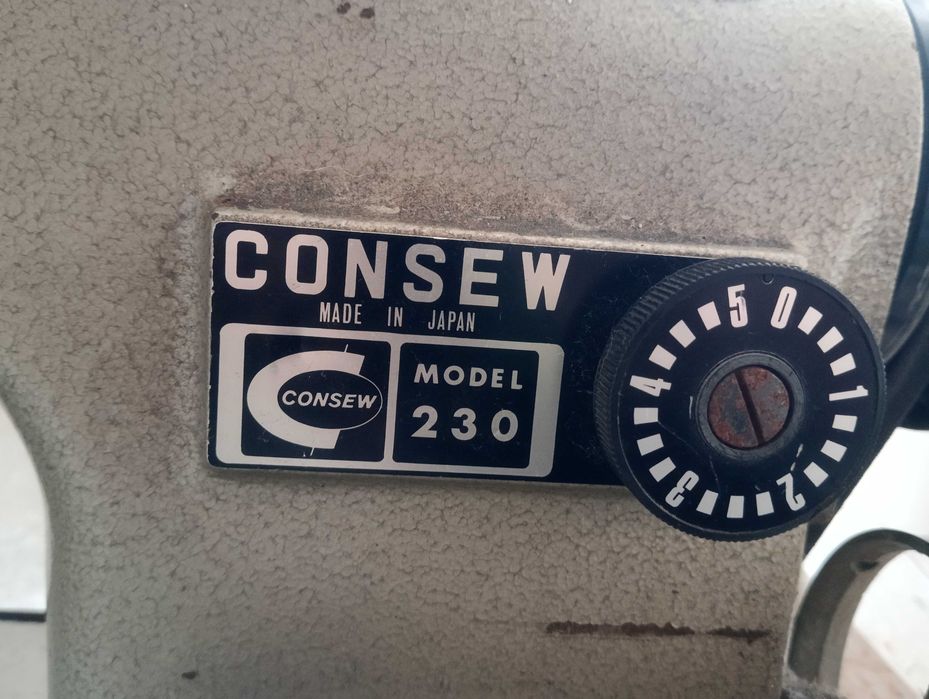 CONSEW
MADE IN JAPAN
CONSEW
MODEL
230
5 0 1 2 3 4